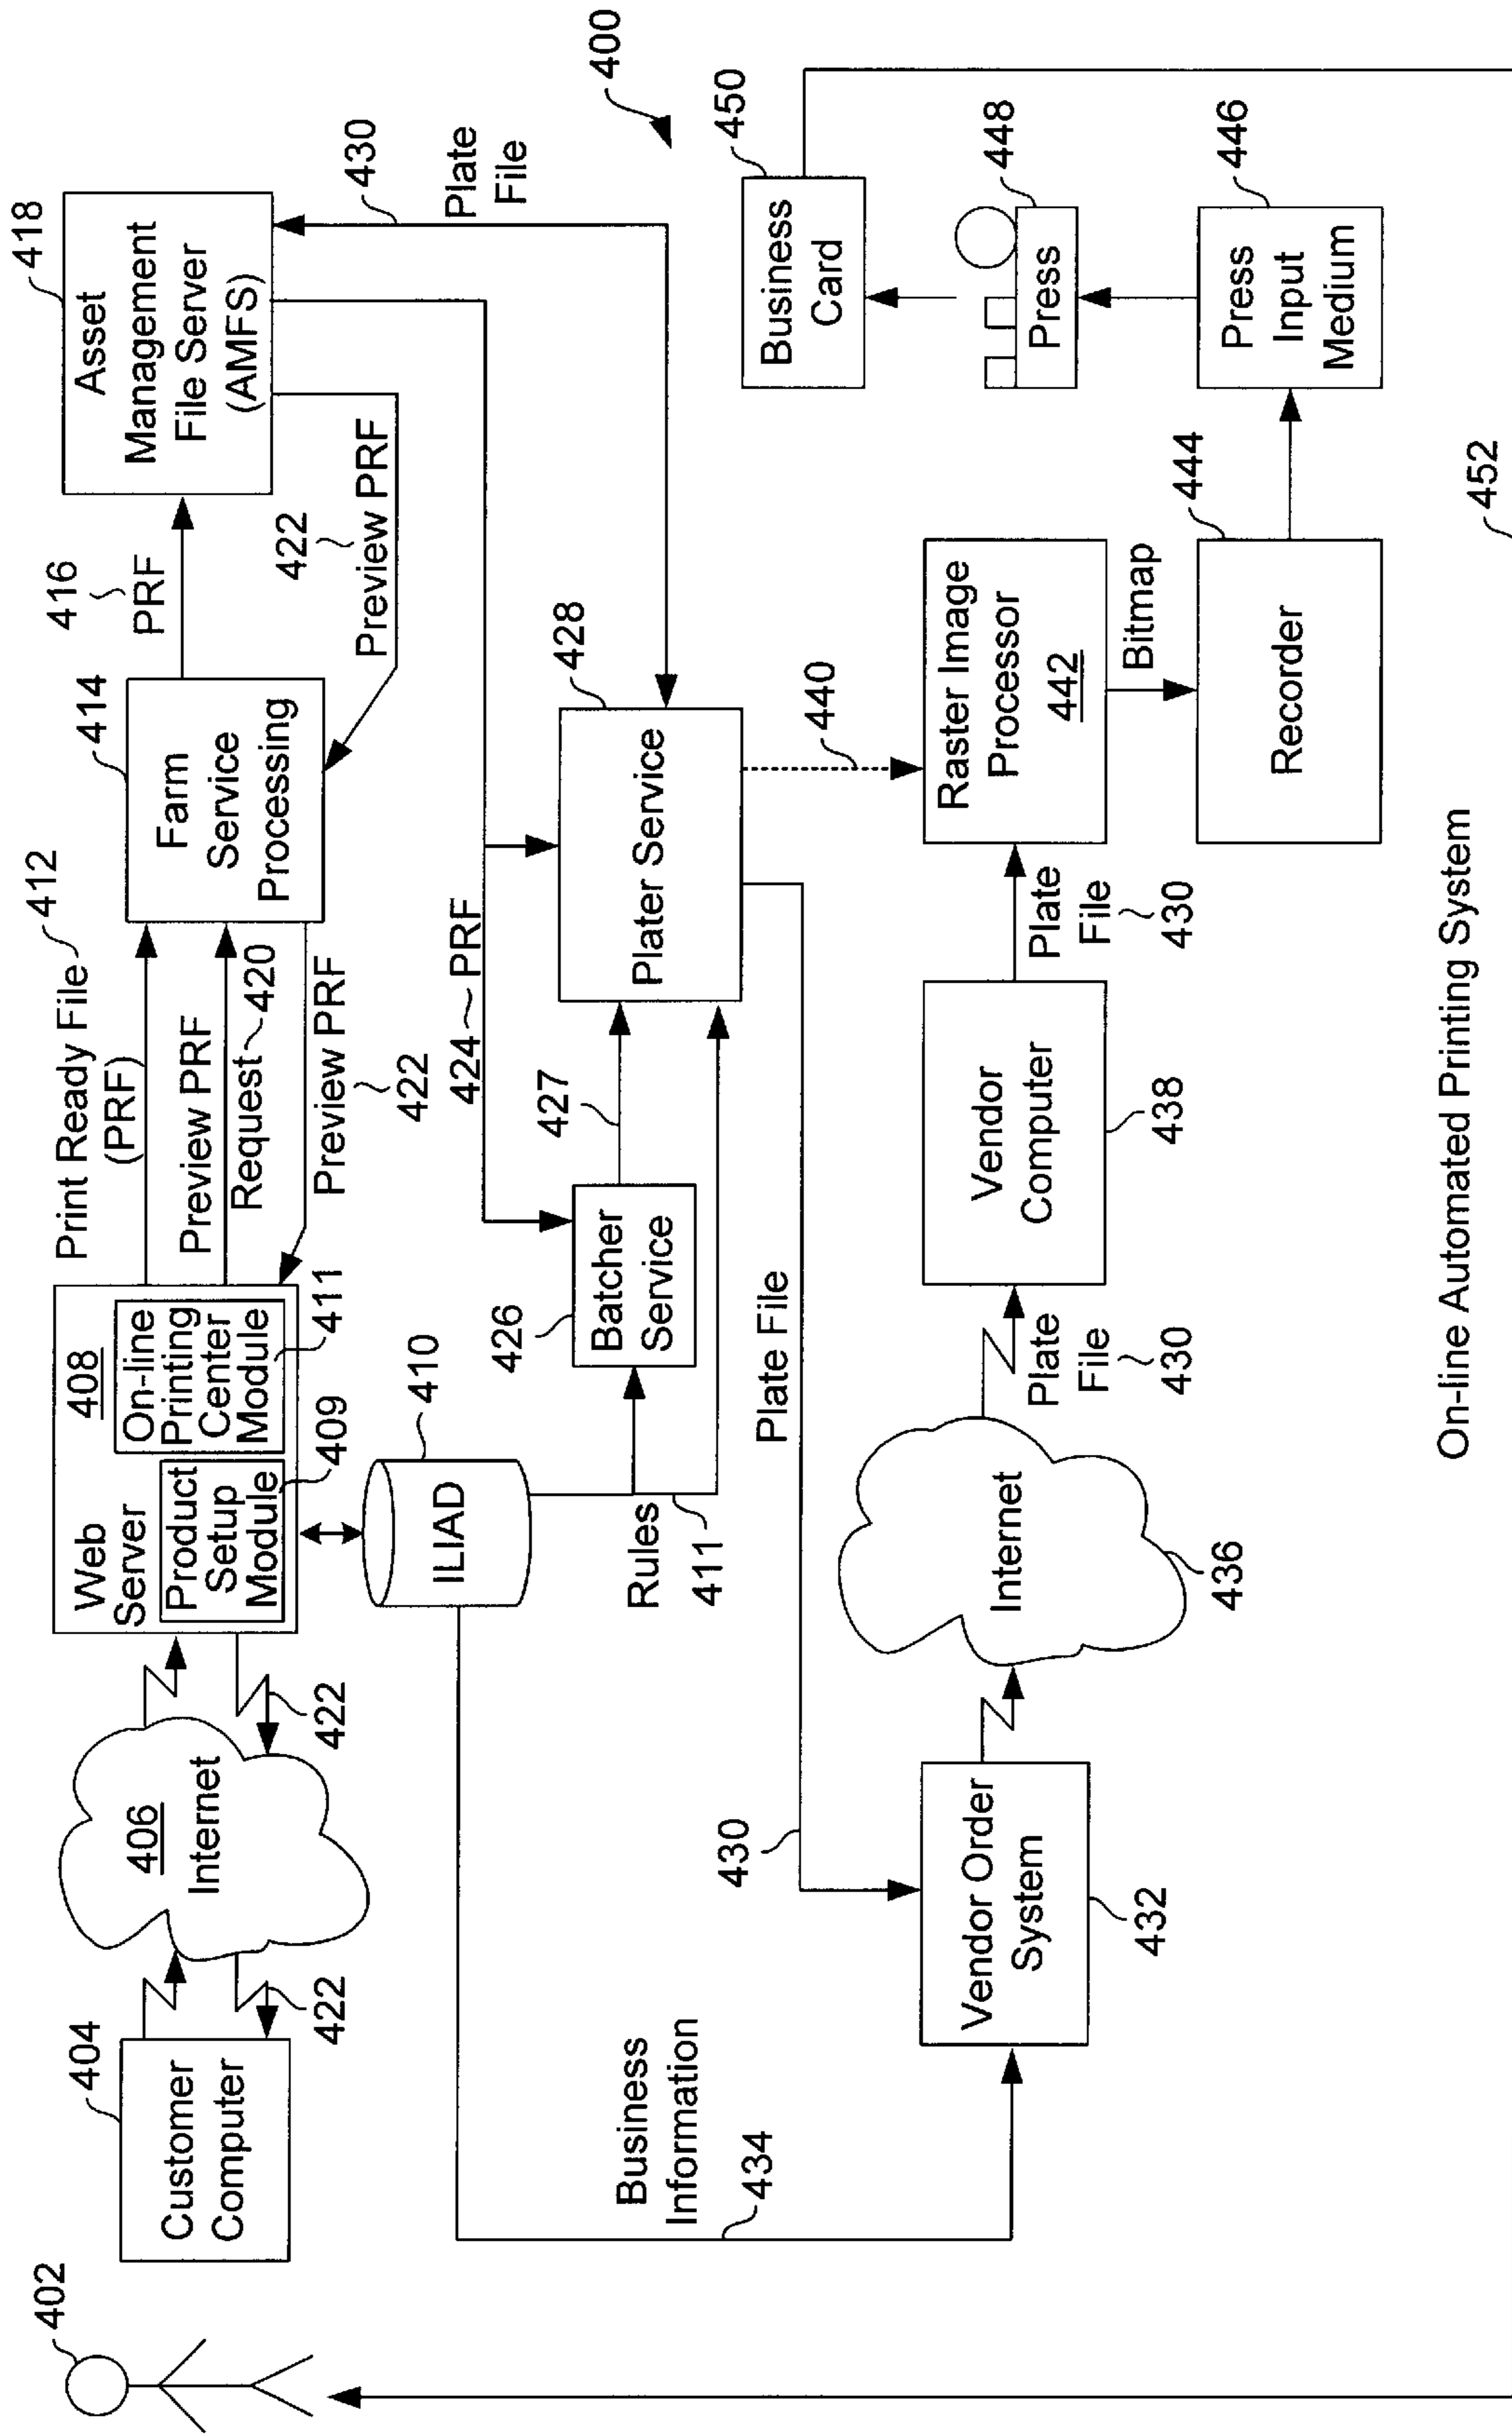 402
404
Customer
Computer
422
406
Internet
422
Web
Server
408
Product
Setup
Module
409
On-line
Printing
Center
Module
411
Print Ready File
412
(PRF)
Preview PRF
Request
420
Preview PRF
422
414
Farm
Service
Processing
416
PRF
418
Asset
Management
File Server
(AMFS)
422
Preview PRF
430
Plate
File
400
410
ILIAD
Rules
411
426
Batcher
Service
427
424
PRF
428
Plater Service
440
Business
Information
434
Plate File
430
Vendor Order
System
432
Internet
436
Plate
File
430
Vendor
Computer
438
Plate
File
430
Raster Image
Processor
442
Bitmap
Recorder
444
Press
Input
Medium
446
Press
448
Business
Card
450
452
On-line Automated Printing System